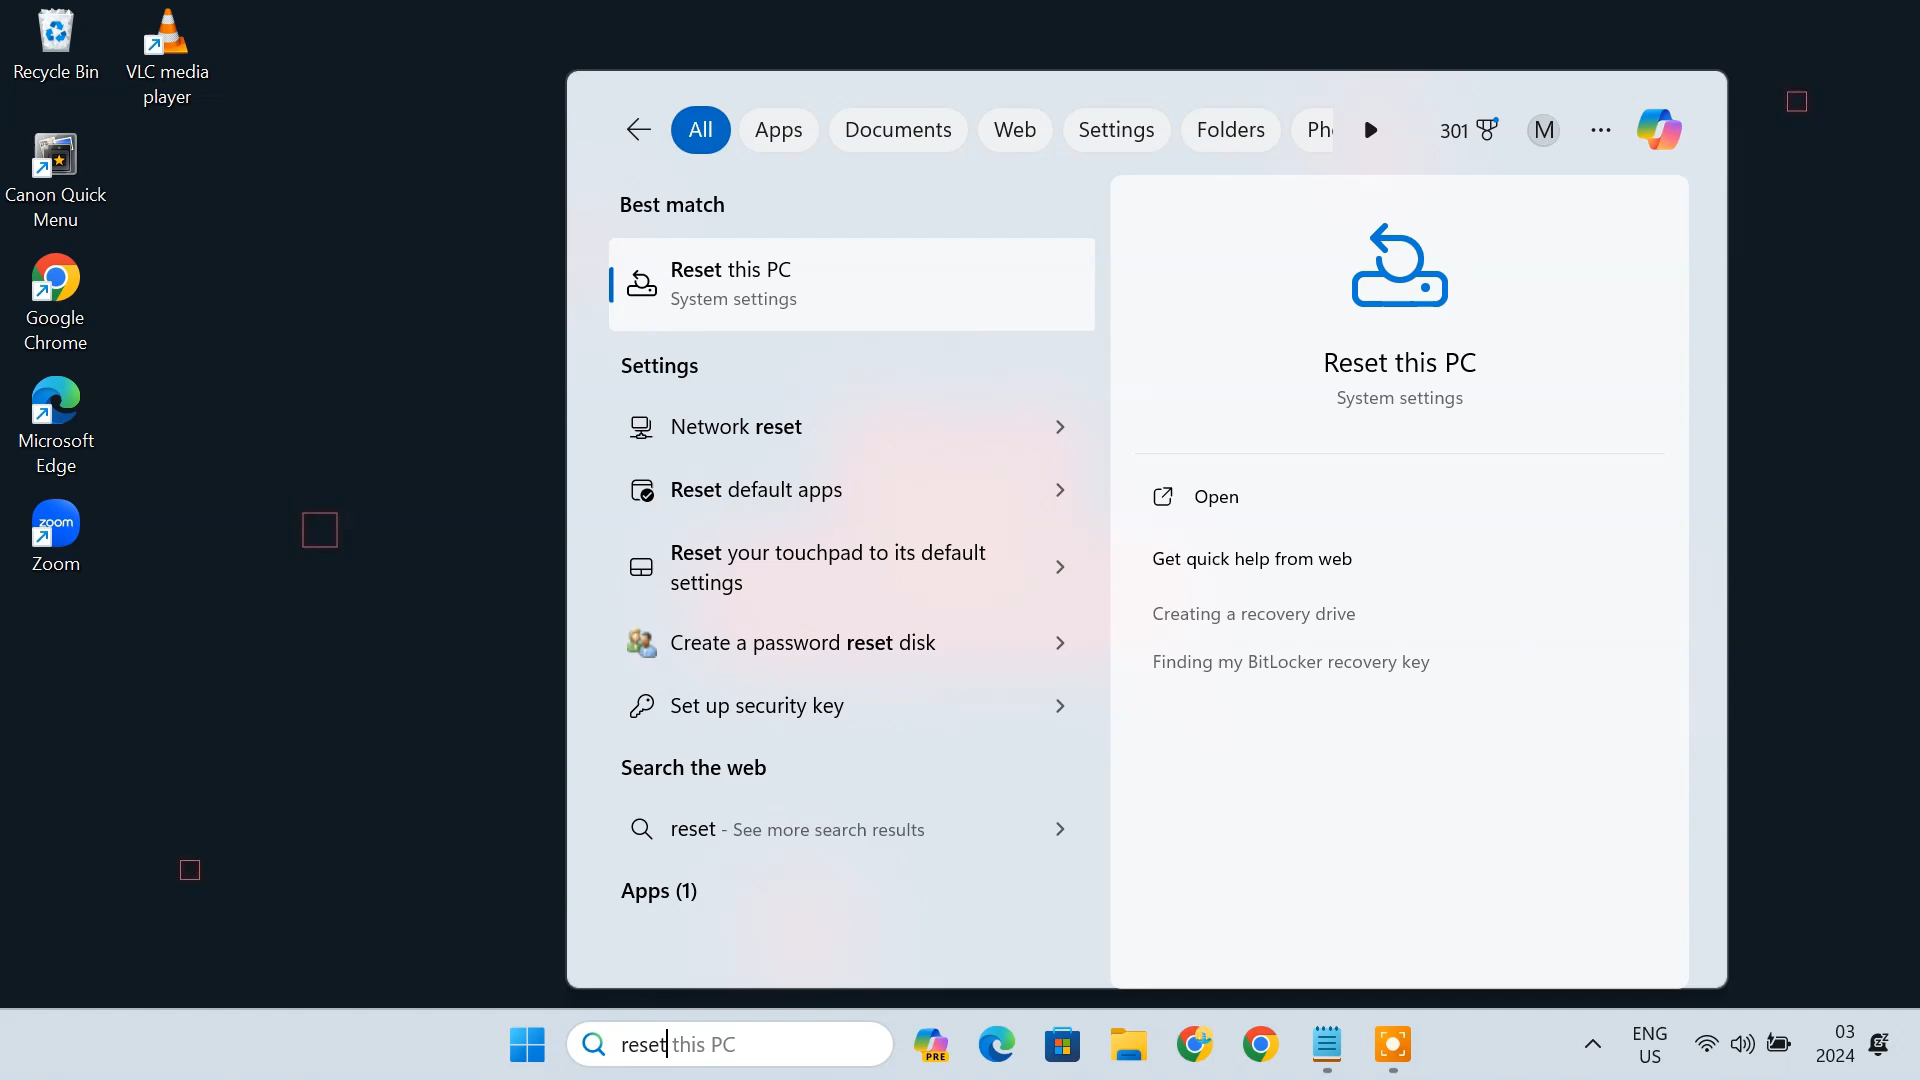 Recycle Bin
VLC media
player
Canon Quick
Menu
Google
Chrome
Microsoft
Edge
zoom
Zoom
All
Apps
Documents
Web
Settings
Folders
Pho
301
M
Best match
Reset this PC
System settings
Settings
Network reset
Reset default apps
Reset your touchpad to its default
settings
Create a password reset disk
Set up security key
Search the web
reset - See more search results
Apps (1)
Reset this PC
System settings
Open
Get quick help from web
Creating a recovery drive
Finding my BitLocker recovery key
reset this PC
PRE
ENG
US
03
2024